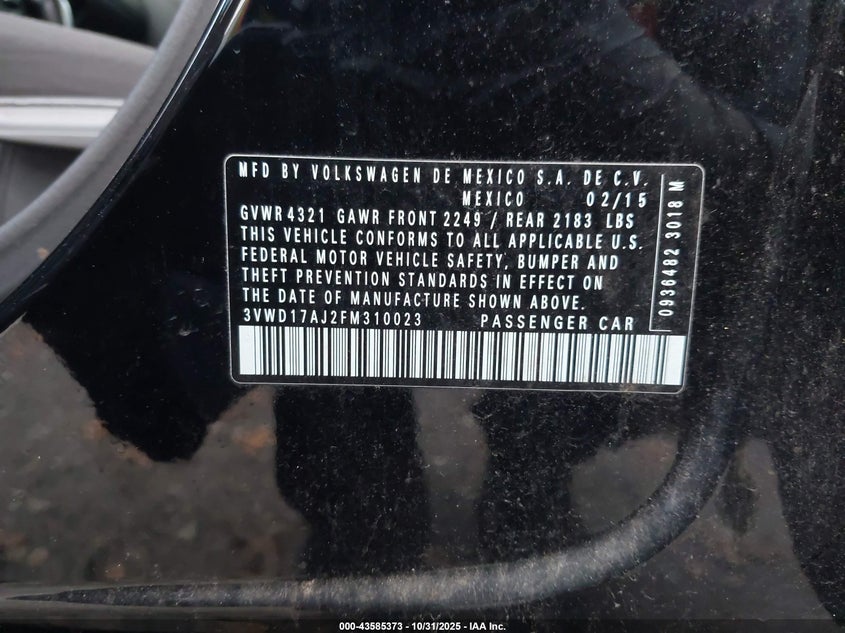 MFD BY VOLKSWAGEN DE MEXICO S.A. DE C.V.
MEXICO 02/15
GVWR 4321 GAWR FRONT 2249 / REAR 2183 LBS
THIS VEHICLE CONFORMS TO ALL APPLICABLE U.S.
FEDERAL MOTOR VEHICLE SAFETY, BUMPER AND
THEFT PREVENTION STANDARDS IN EFFECT ON
THE DATE OF MANUFACTURE SHOWN ABOVE.
3VWD17AJ2FM310023 PASSENGER CAR
0936482 3018 M
000-43585373 - 10/31/2025 - IAA Inc.